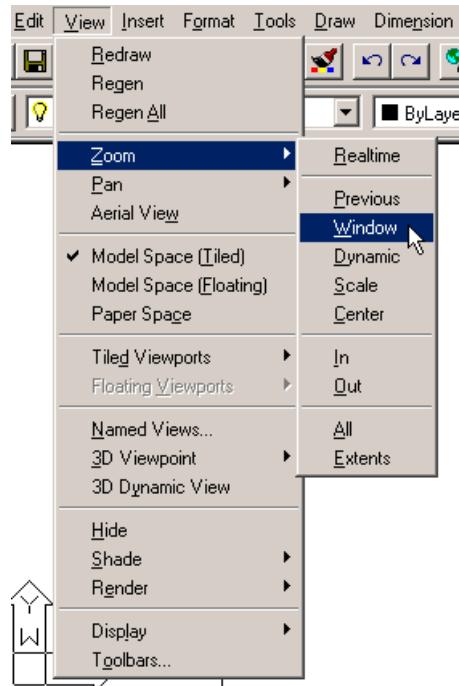 Edit View Insert Format Tools Draw Dimension
Redraw
Regen
Regen All
ByLaye
Zoom
Realtime
Pan
Previous
Aerial View
Window
Model Space (Tiled)
Dynamic
Model Space (Floating)
Scale
Paper Space
Center
Tiled Viewports
In
Floating Viewports
Out
Named Views...
All
3D Viewpoint
Extents
3D Dynamic View
Hide
Shade
Render
Display
Toolbars...
Y
W